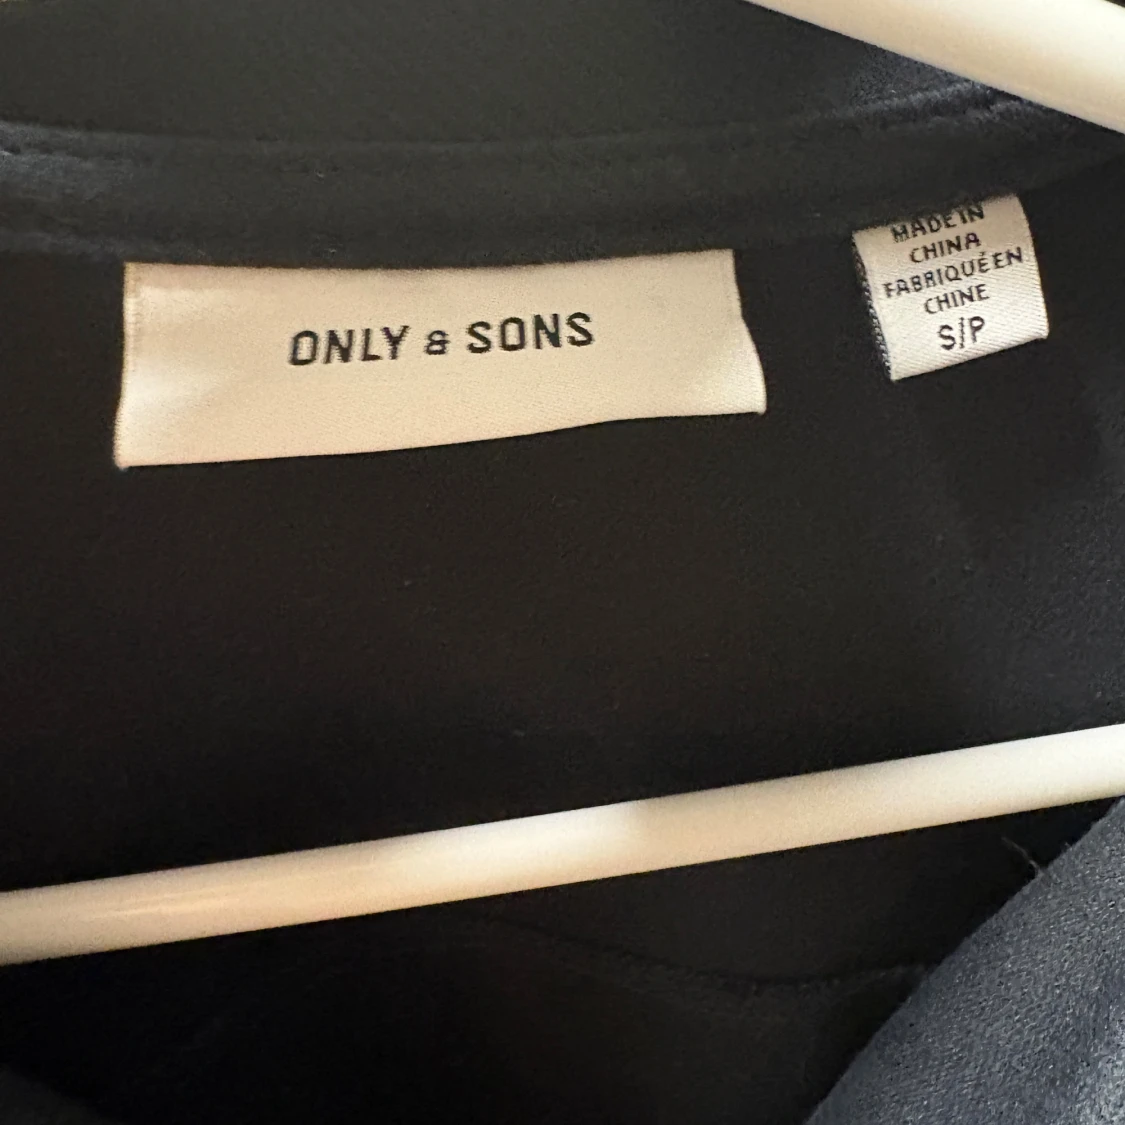 ONLY & SONS
MADE IN
CHINA
FABRIQUÉ EN
CHINE
S/P